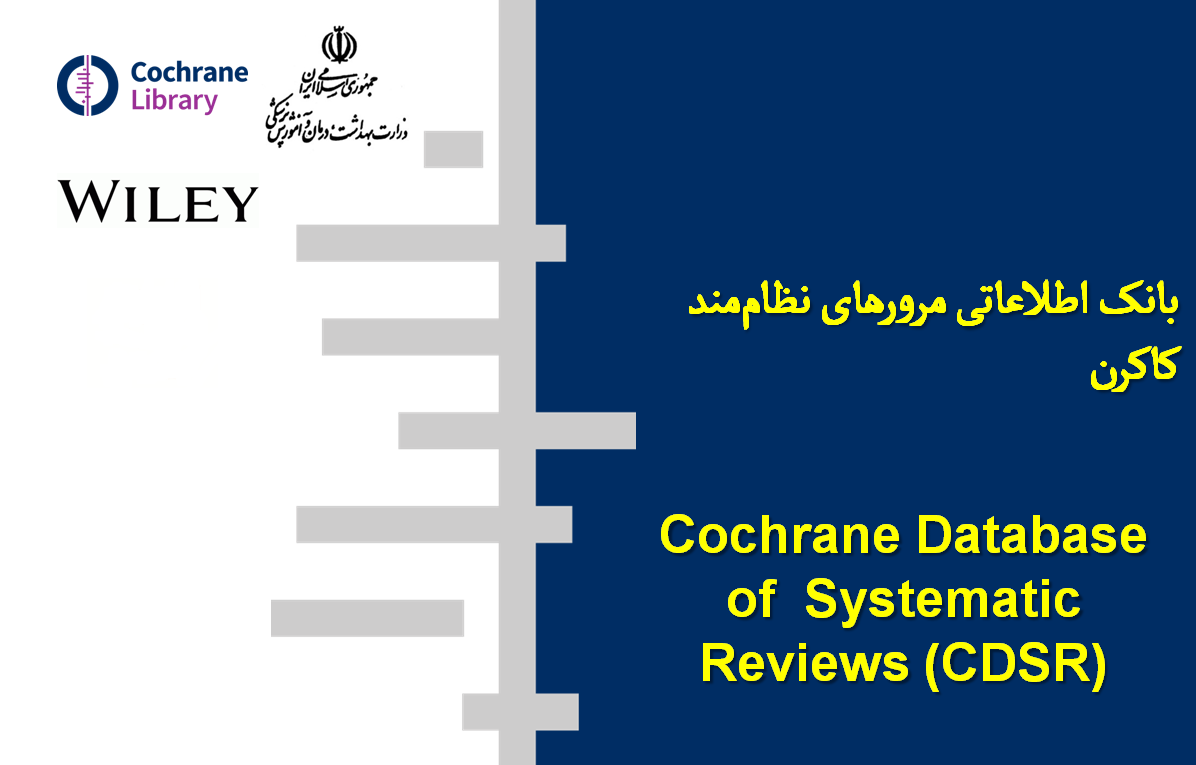 Cochrane
Library
جمهوری اسلامی ایران
وزارت بهداشت، درمان و آموزش پزشکی
WILEY
بانک اطلاعاتی مرورهای نظام‌مند
کاکرن
Cochrane Database
of Systematic
Reviews (CDSR)